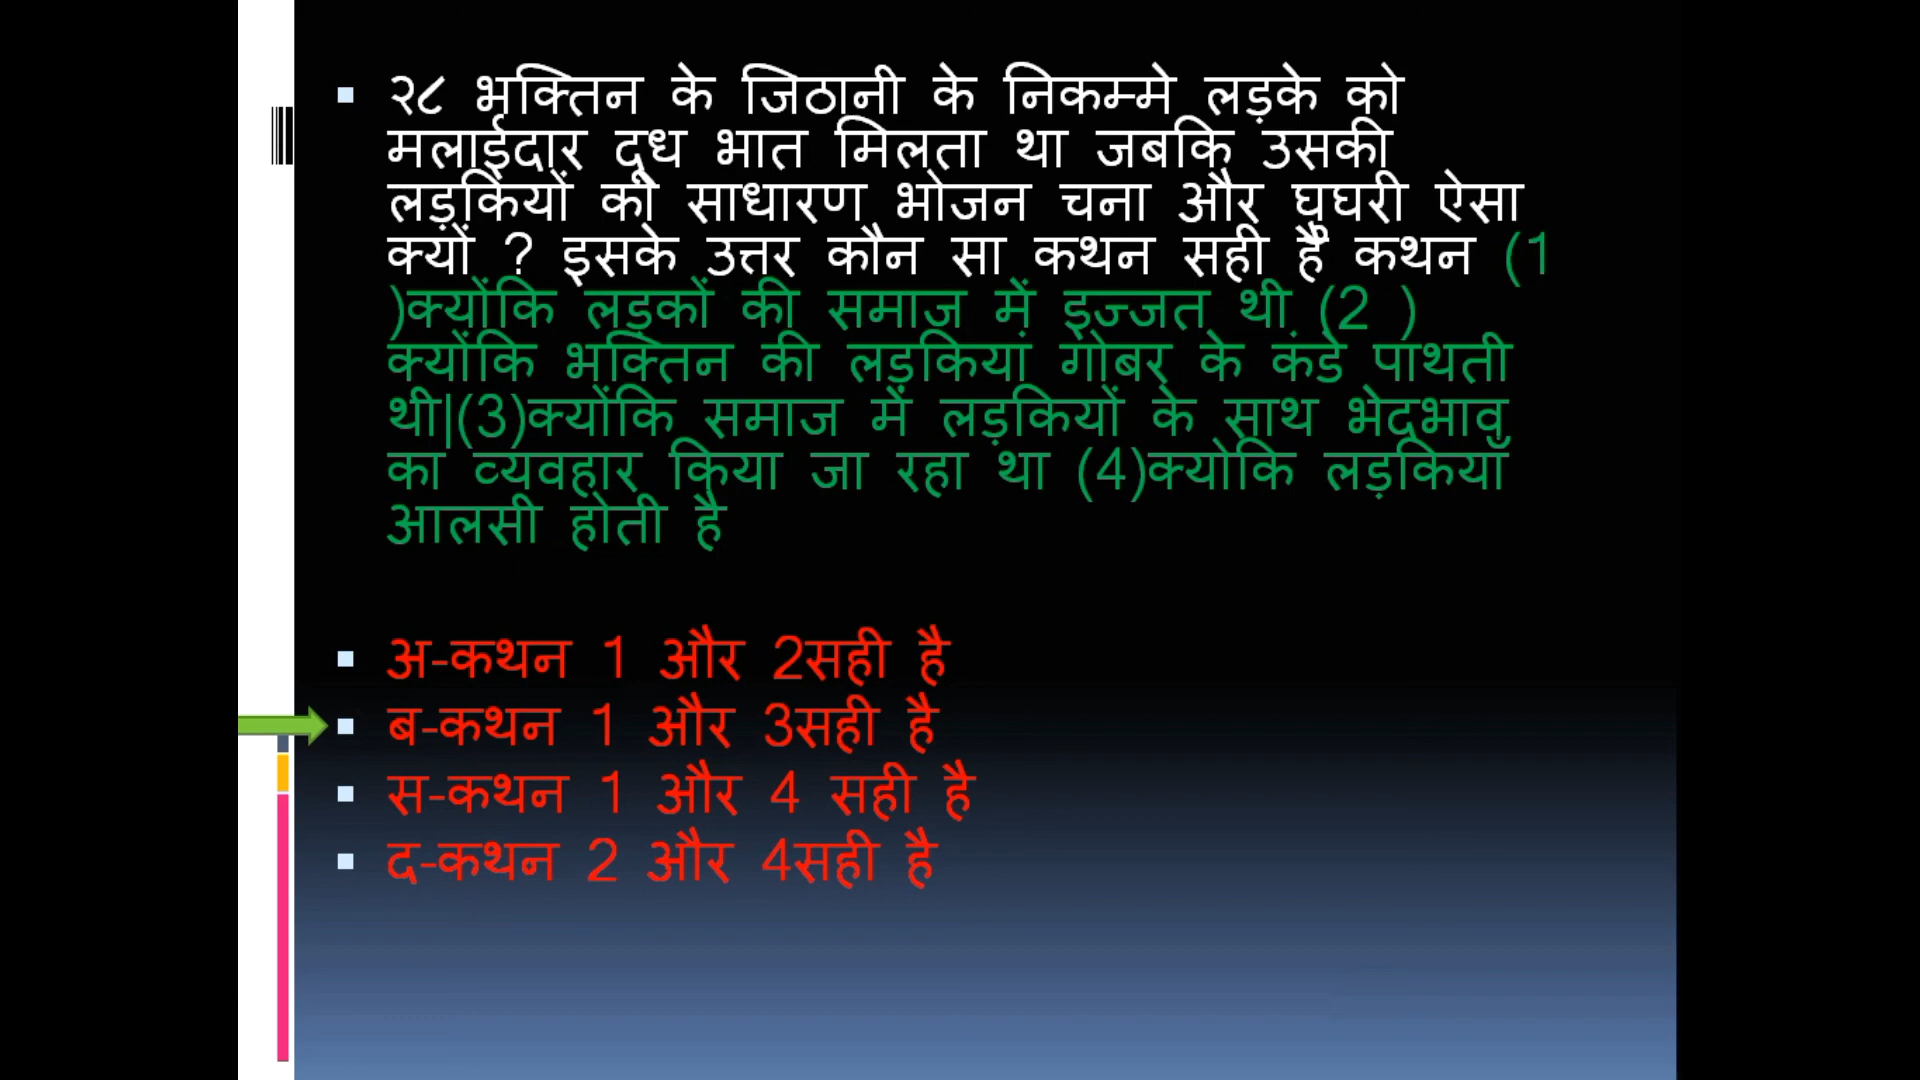 २८ भक्तिन के जिठानी के निकम्मे लड़के को
मलाईदार दूध भात मिलता था जबकि उसकी
लड़कियों को साधारण भोजन चना और घुघरी ऐसा
क्यों ? इसके उत्तर कौन सा कथन सही है कथन (1
)क्योंकि लड़कों की समाज में इज्जत थी (2 )
क्योंकि भक्तिन की लड़कियां गोबर के कंडे पाथती
थी|(3)क्योंकि समाज में लड़कियों के साथ भेदभाव
का व्यवहार किया जा रहा था (4)क्योकि लड़कियॉ
आलसी होती है
अ-कथन 1 और 2सही है
ब-कथन 1 और 3सही है
स-कथन 1 और 4 सही है
द-कथन 2 और 4सही है